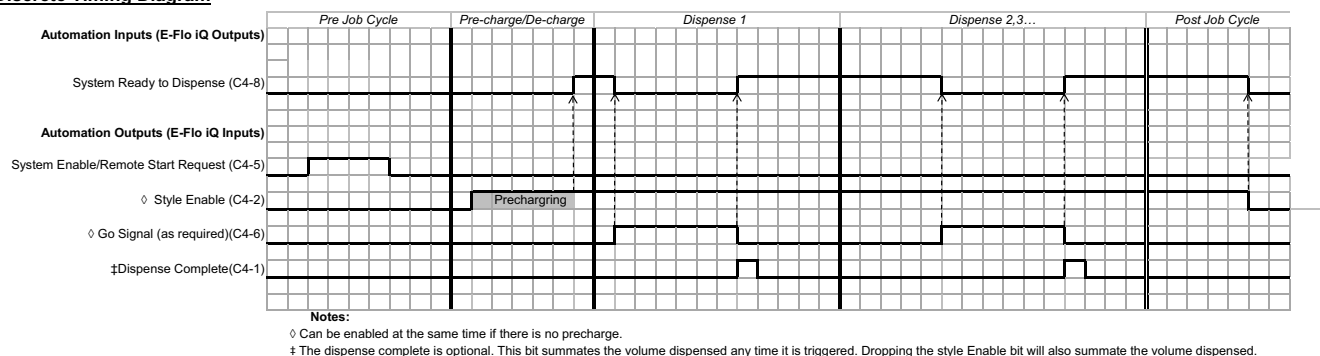 Discrete Timing Diagram
Pre Job Cycle Pre-charge/De-charge Dispense 1 Dispense 2,3... Post Job Cycle
Automation Inputs (E-Flo iQ Outputs)
System Ready to Dispense (C4-8)
Automation Outputs (E-Flo iQ Inputs)
System Enable/Remote Start Request (C4-5)
◊ Style Enable (C4-2) Prechargring
◊ Go Signal (as required)(C4-6)
‡Dispense Complete(C4-1)
Notes:
◊ Can be enabled at the same time if there is no precharge.
‡ The dispense complete is optional. This bit summates the volume dispensed any time it is triggered. Dropping the style Enable bit will also summate the volume dispensed.